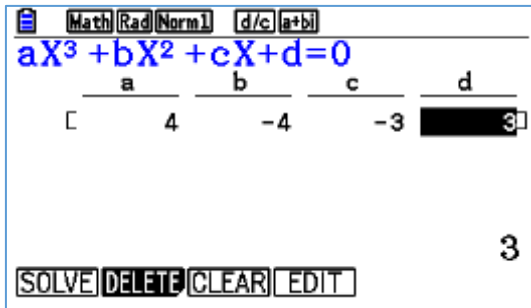 Math Rad Norm1 d/c a+bi
aX³+bX²+cX+d=0
a b c d
[ 4 -4 -3 3 ]
3
SOLVE DELETE CLEAR EDIT